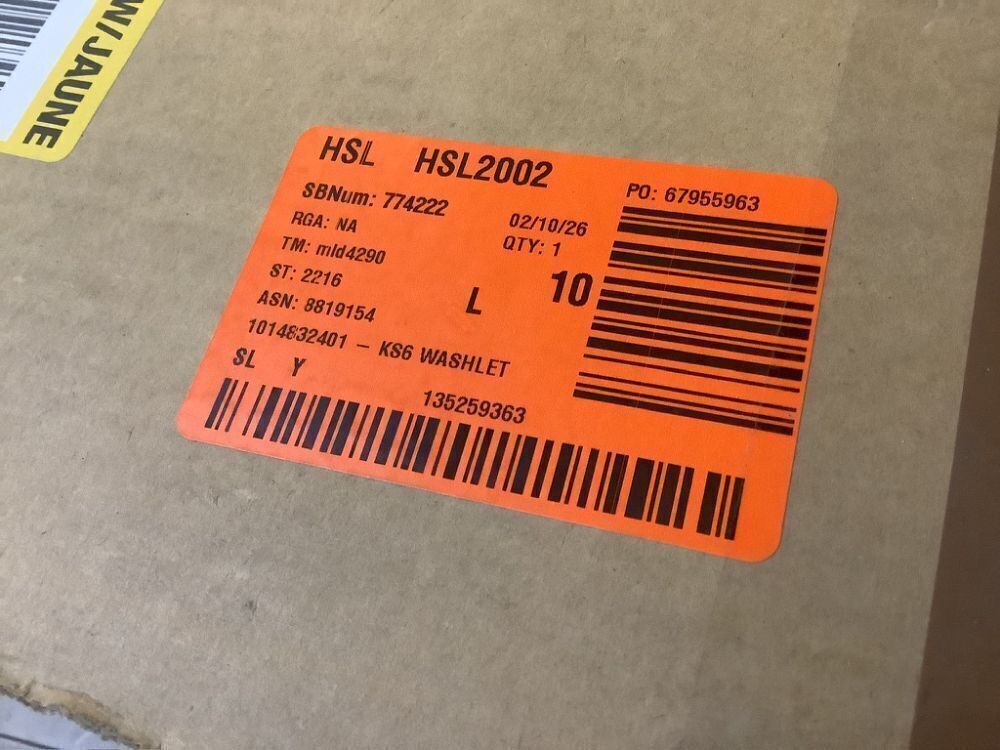 W/JAUNE
HSL HSL2002
SBNum: 774222
PO: 67955963
RGA: NA
02/10/26
TM: mld4290
QTY: 1
ST: 2216
L 10
ASN: 8819154
1014832401 – KS6 WASHLET
SL Y
135259363